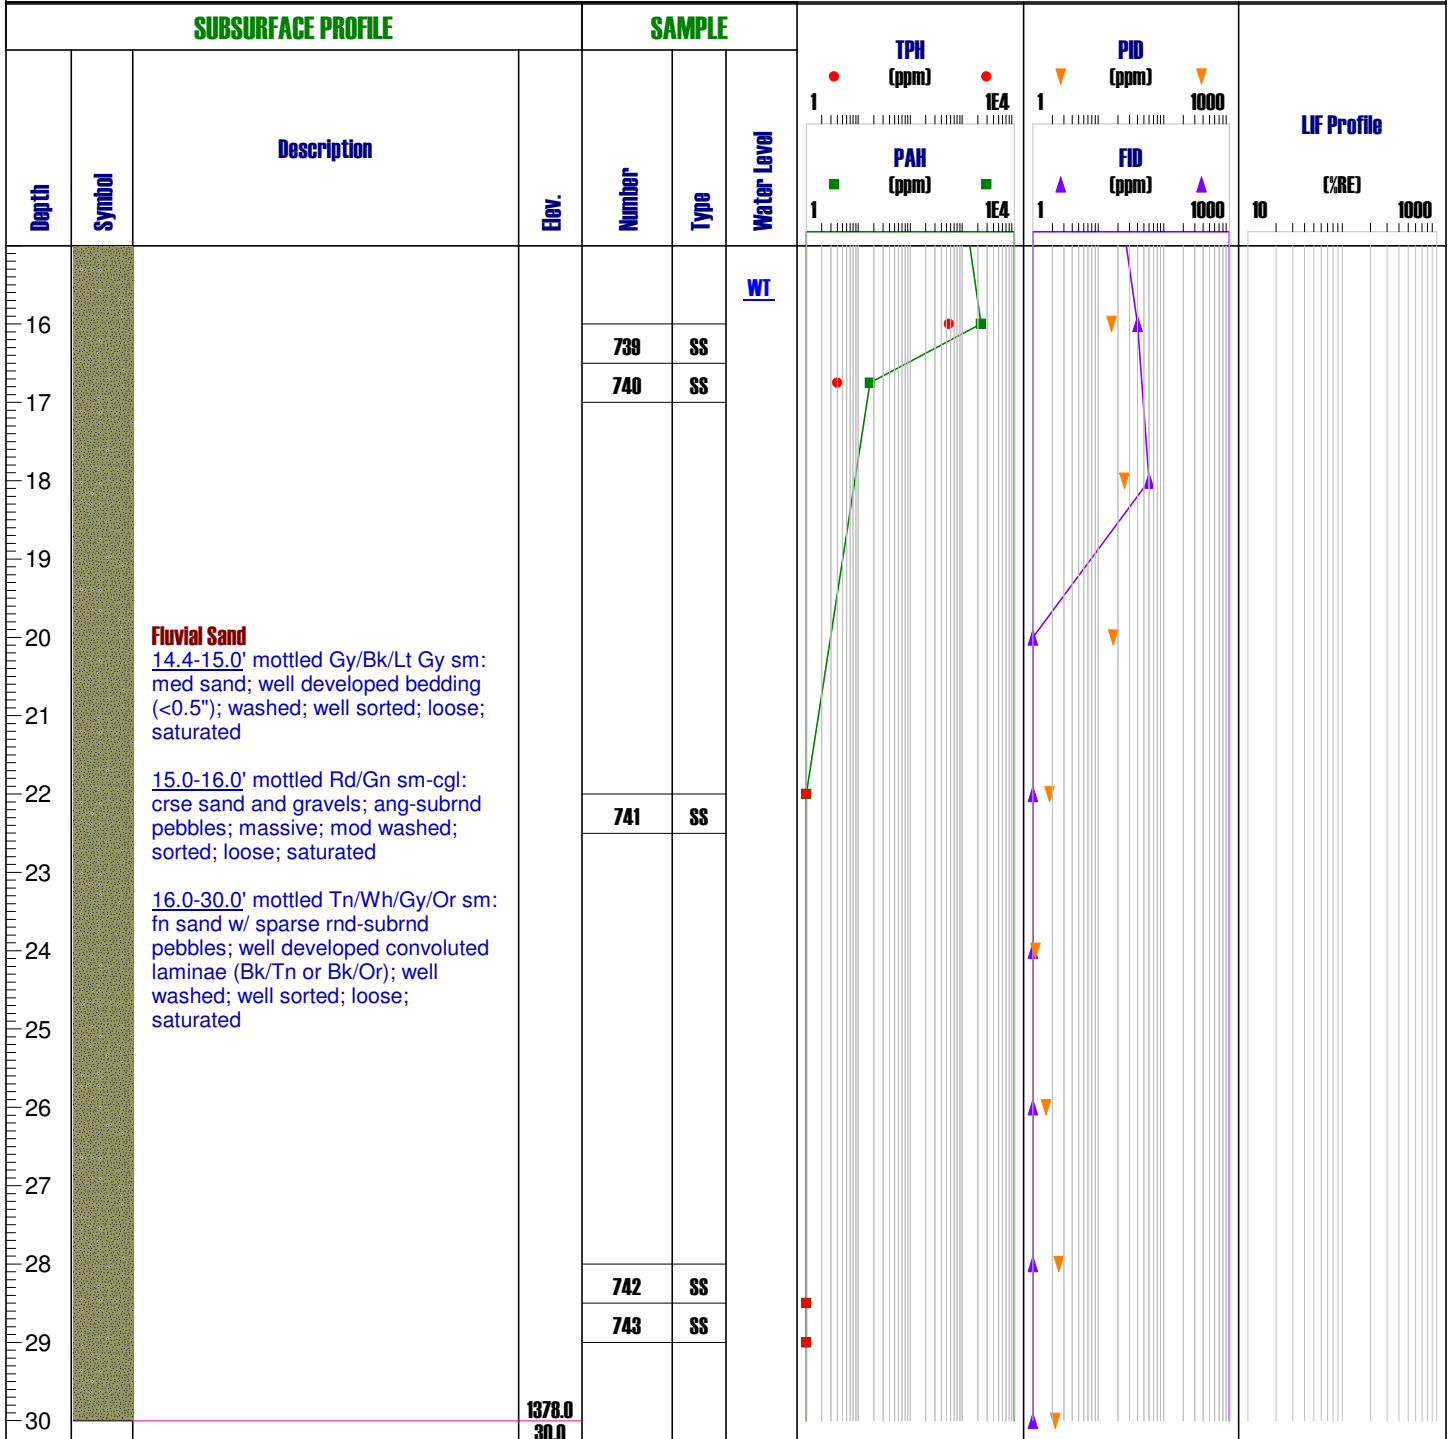 SUBSURFACE PROFILE
SAMPLE
Depth
Symbol
Description
Elev.
Number
Type
Water Level
TPH
(ppm)
1 1E4
PAH
(ppm)
1 1E4
PID
(ppm)
1 1000
FID
(ppm)
1 1000
LIF Profile
(%RE)
10 1000
WT
16
739 SS
740 SS
17
18
19
20
Fluvial Sand
14.4-15.0' mottled Gy/Bk/Lt Gy sm:
med sand; well developed bedding
(<0.5"); washed; well sorted; loose;
saturated
21
15.0-16.0' mottled Rd/Gn sm-cgl:
crse sand and gravels; ang-subrnd
pebbles; massive; mod washed;
sorted; loose; saturated
22
741 SS
23
16.0-30.0' mottled Tn/Wh/Gy/Or sm:
fn sand w/ sparse rnd-subrnd
pebbles; well developed convoluted
laminae (Bk/Tn or Bk/Or); well
washed; well sorted; loose;
saturated
24
25
26
27
28
742 SS
743 SS
29
30
1378.0
30.0